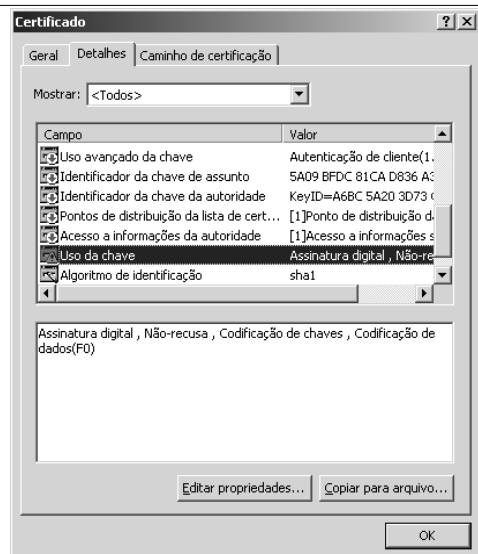 Certificado
Geral Detalhes Caminho de certificação
Mostrar: <Todos>
Campo Valor
Uso avançado da chave Autenticação de cliente(1.
Identificador da chave de assunto 5A09 BFDC 81CA D836 A3
Identificador da chave da autoridade KeyID=A6BC 5A20 3D73
Pontos de distribuição da lista de cert... [1]Ponto de distribuição d
Acesso a informações da autoridade [1]Acesso a informações s
Uso da chave Assinatura digital , Não-re
Algoritmo de identificação sha1
Assinatura digital , Não-recusa , Codificação de chaves , Codificação de
dados(F0)
Editar propriedades... Copiar para arquivo...
OK